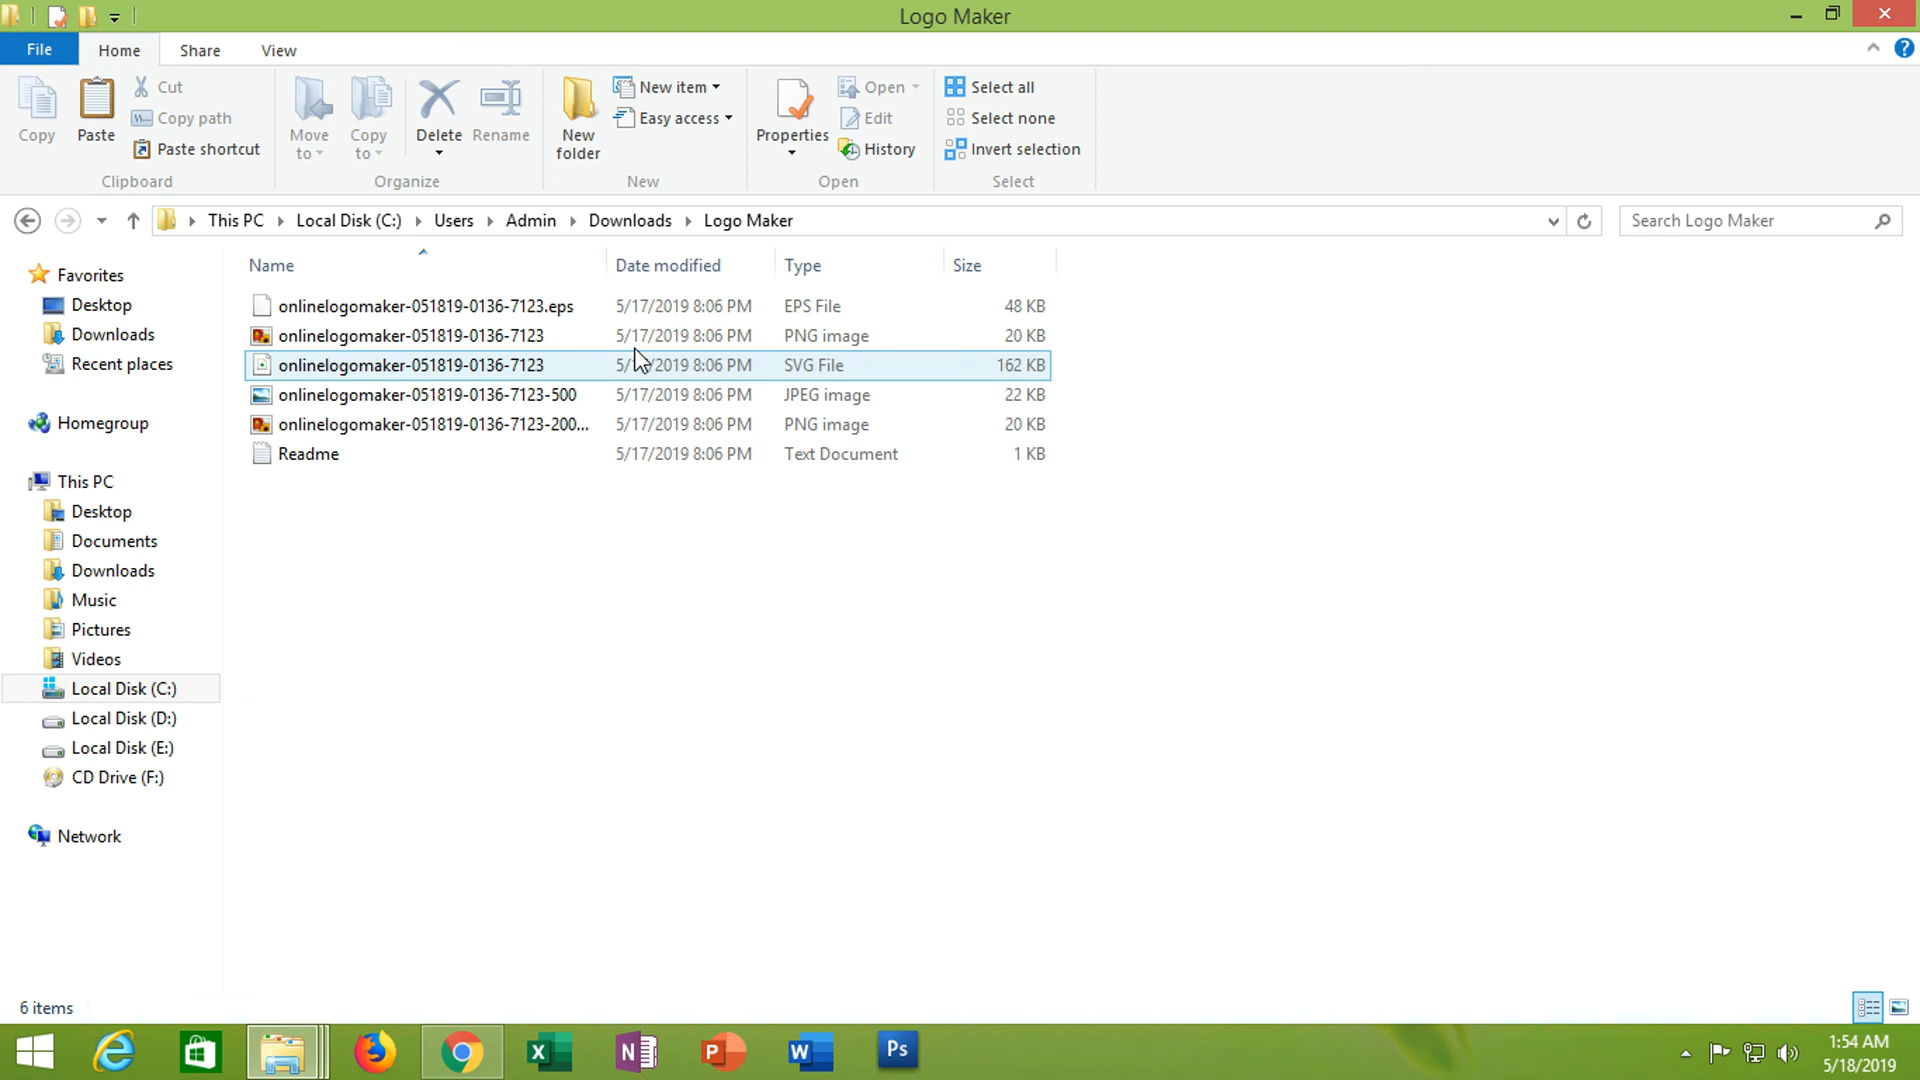 Logo Maker
File Home Share View
Copy Paste Cut Copy path Paste shortcut
Move to Copy to Delete Rename
New folder New item Easy access
Properties Open Edit History
Select all Select none Invert selection
Clipboard Organize New Open Select
This PC Local Disk (C:) Users Admin Downloads Logo Maker
Search Logo Maker
Favorites
Desktop
Downloads
Recent places
Homegroup
This PC
Desktop
Documents
Downloads
Music
Pictures
Videos
Local Disk (C:)
Local Disk (D:)
Local Disk (E:)
CD Drive (F:)
Network
Name Date modified Type Size
onlinelogomaker-051819-0136-7123.eps 5/17/2019 8:06 PM EPS File 48 KB
onlinelogomaker-051819-0136-7123 5/17/2019 8:06 PM PNG image 20 KB
onlinelogomaker-051819-0136-7123 5/17/2019 8:06 PM SVG File 162 KB
onlinelogomaker-051819-0136-7123-500 5/17/2019 8:06 PM JPEG image 22 KB
onlinelogomaker-051819-0136-7123-200... 5/17/2019 8:06 PM PNG image 20 KB
Readme 5/17/2019 8:06 PM Text Document 1 KB
6 items
X N P W Ps
1:54 AM
5/18/2019